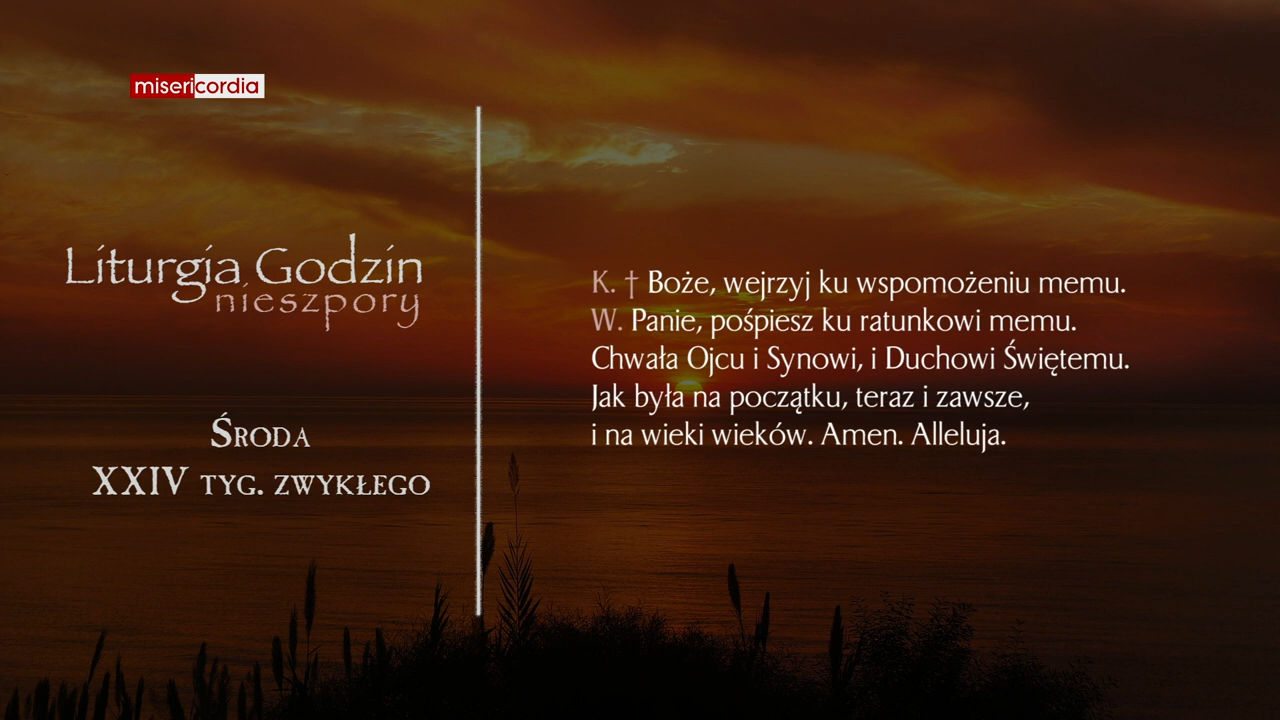 misericordia
Liturgia Godzin
nieszpory
Środa
XXIV tyg. zwykłego
K. † Boże, wejrzyj ku wspomożeniu memu.
W. Panie, pośpiesz ku ratunkowi memu.
Chwała Ojcu i Synowi, i Duchowi Świętemu.
Jak była na początku, teraz i zawsze,
i na wieki wieków. Amen. Alleluja.